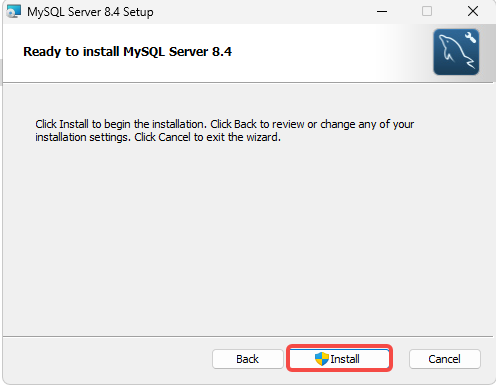 MySQL Server 8.4 Setup
Ready to install MySQL Server 8.4
Click Install to begin the installation. Click Back to review or change any of your
installation settings. Click Cancel to exit the wizard.
Back
Install
Cancel